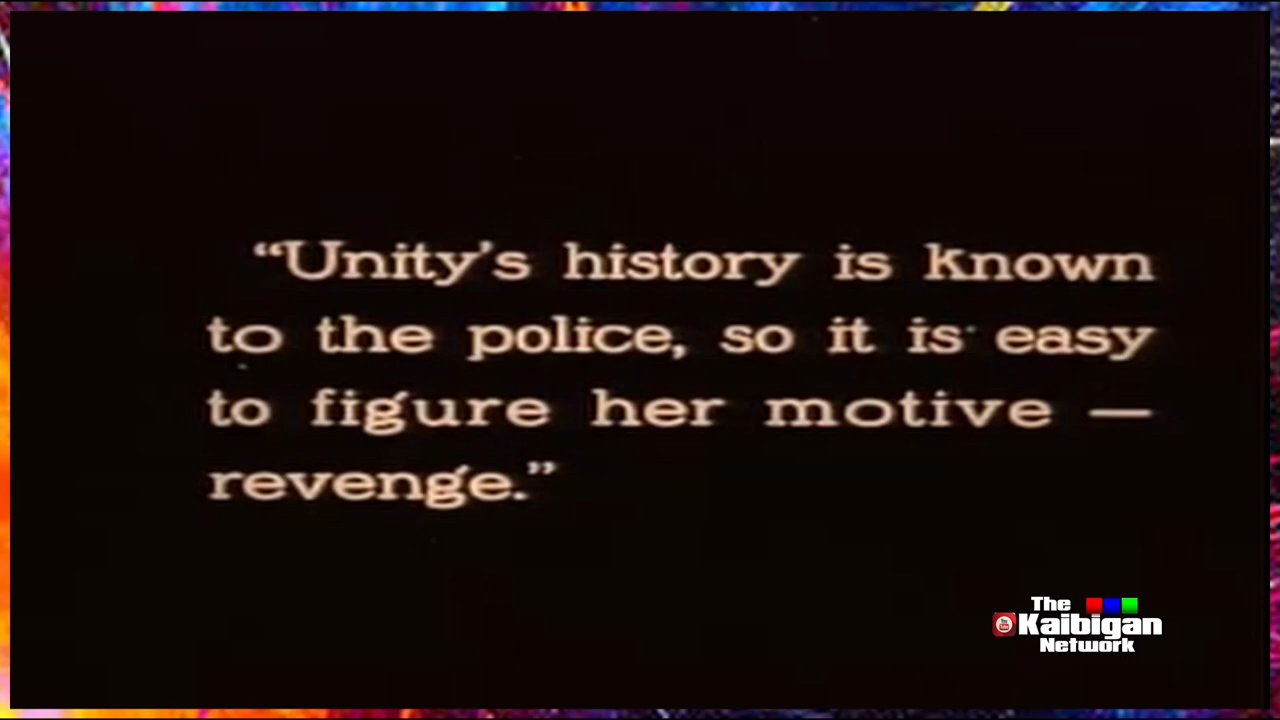 “Unity’s history is known
to the police, so it is easy
to figure her motive —
revenge.”
The
Kaibigan
Network